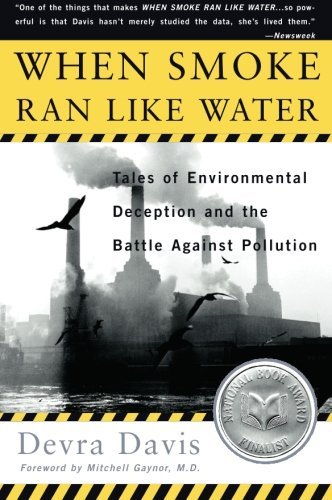 "One of the things that makes WHEN SMOKE RAN LIKE WATER...so pow-
erful is that Davis hasn't merely studied the data, she's lived them."
—Newsweek
WHEN SMOKE
RAN LIKE WATER
Tales of Environmental
Deception and the
Battle Against Pollution
NATIONAL BOOK AWARD
FINALIST
Devra Davis
Foreword by Mitchell Gaynor, M.D.